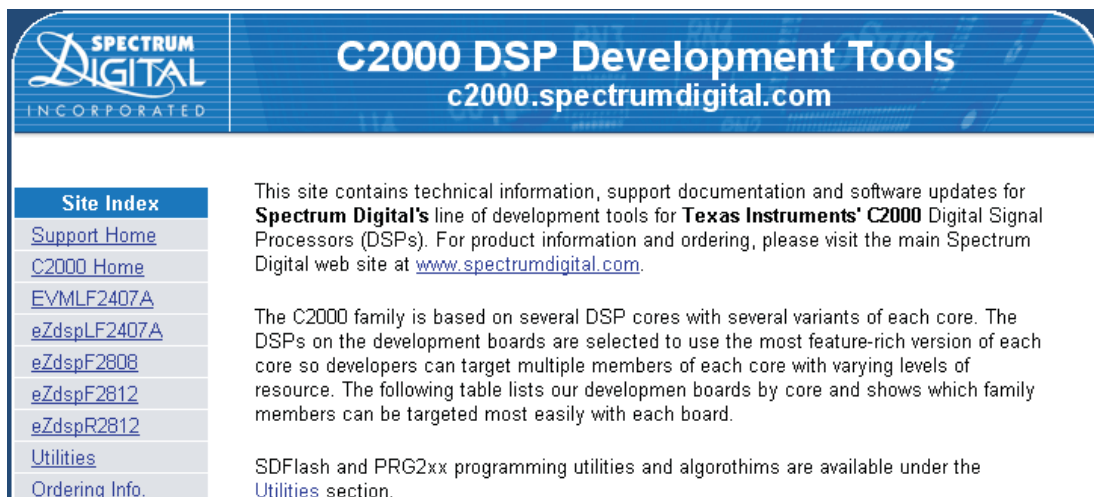 SPECTRUM
DIGITAL
INCORPORATED
C2000 DSP Development Tools
c2000.spectrumdigital.com
Site Index
Support Home
C2000 Home
EVMLF2407A
eZdspLF2407A
eZdspF2808
eZdspF2812
eZdspR2812
Utilities
Ordering Info.
This site contains technical information, support documentation and software updates for
Spectrum Digital's line of development tools for Texas Instruments' C2000 Digital Signal
Processors (DSPs). For product information and ordering, please visit the main Spectrum
Digital web site at www.spectrumdigital.com.
The C2000 family is based on several DSP cores with several variants of each core. The
DSPs on the development boards are selected to use the most feature-rich version of each
core so developers can target multiple members of each core with varying levels of
resource. The following table lists our developmen boards by core and shows which family
members can be targeted most easily with each board.
SDFlash and PRG2xx programming utilities and algorothims are available under the
Utilities section.